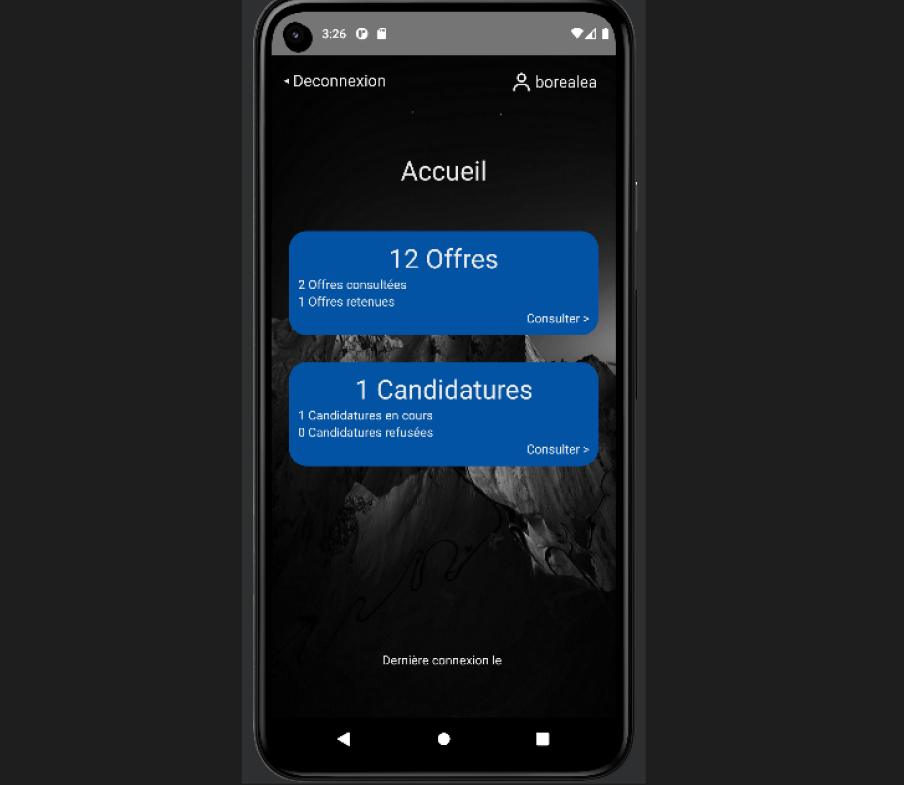 3:26
Deconnexion
borealea
Accueil
12 Offres
2 Offres consultées
1 Offres retenues
Consulter >
1 Candidatures
1 Candidatures en cours
0 Candidatures refusées
Consulter >
Dernière connexion le